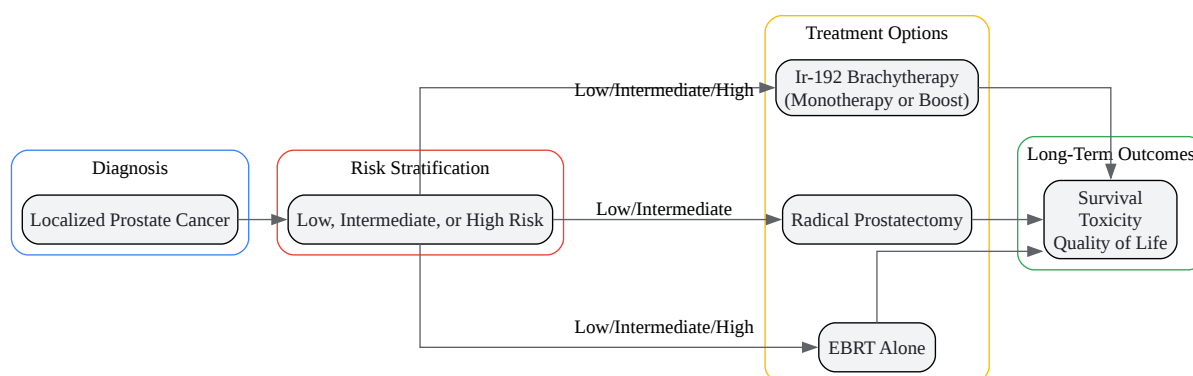 Diagnosis
Localized Prostate Cancer
Risk Stratification
Low, Intermediate, or High Risk
Low/Intermediate/High
Low/Intermediate
Low/Intermediate/High
Treatment Options
Ir-192 Brachytherapy
(Monotherapy or Boost)
Radical Prostatectomy
EBRT Alone
Long-Term Outcomes
Survival
Toxicity
Quality of Life